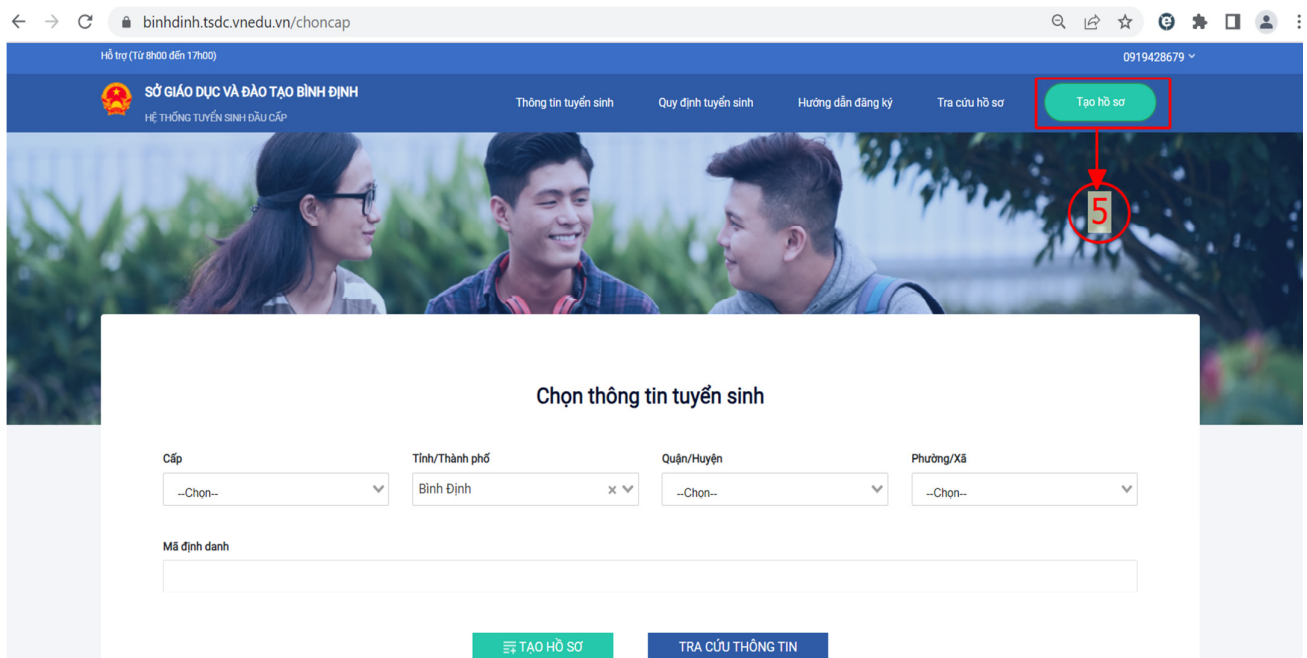 binhdinh.tsdc.vnedu.vn/choncap
Hỗ trợ (Từ 8h00 đến 17h00)
0919428679
SỞ GIÁO DỤC VÀ ĐÀO TẠO BÌNH ĐỊNH
HỆ THỐNG TUYỂN SINH ĐẦU CẤP
Thông tin tuyển sinh
Quy định tuyển sinh
Hướng dẫn đăng ký
Tra cứu hồ sơ
Tạo hồ sơ
5
Chọn thông tin tuyển sinh
Cấp
Tỉnh/Thành phố
Quận/Huyện
Phường/Xã
--Chọn--
Bình Định
--Chọn--
--Chọn--
Mã định danh
TẠO HỒ SƠ
TRA CỨU THÔNG TIN